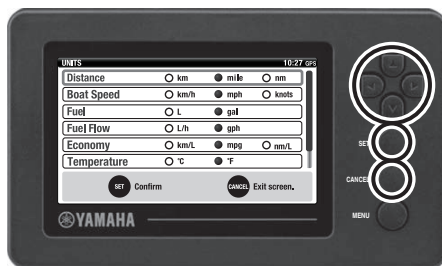 UNITS 10:27 GPS
Distance km mile nm
Boat Speed km/h mph knots
Fuel L gal
Fuel Flow L/h gph
Economy km/L mpg nm/L
Temperature °C °F
SET Confirm CANCEL Exit screen.
SET
CANCEL
MENU
YAMAHA